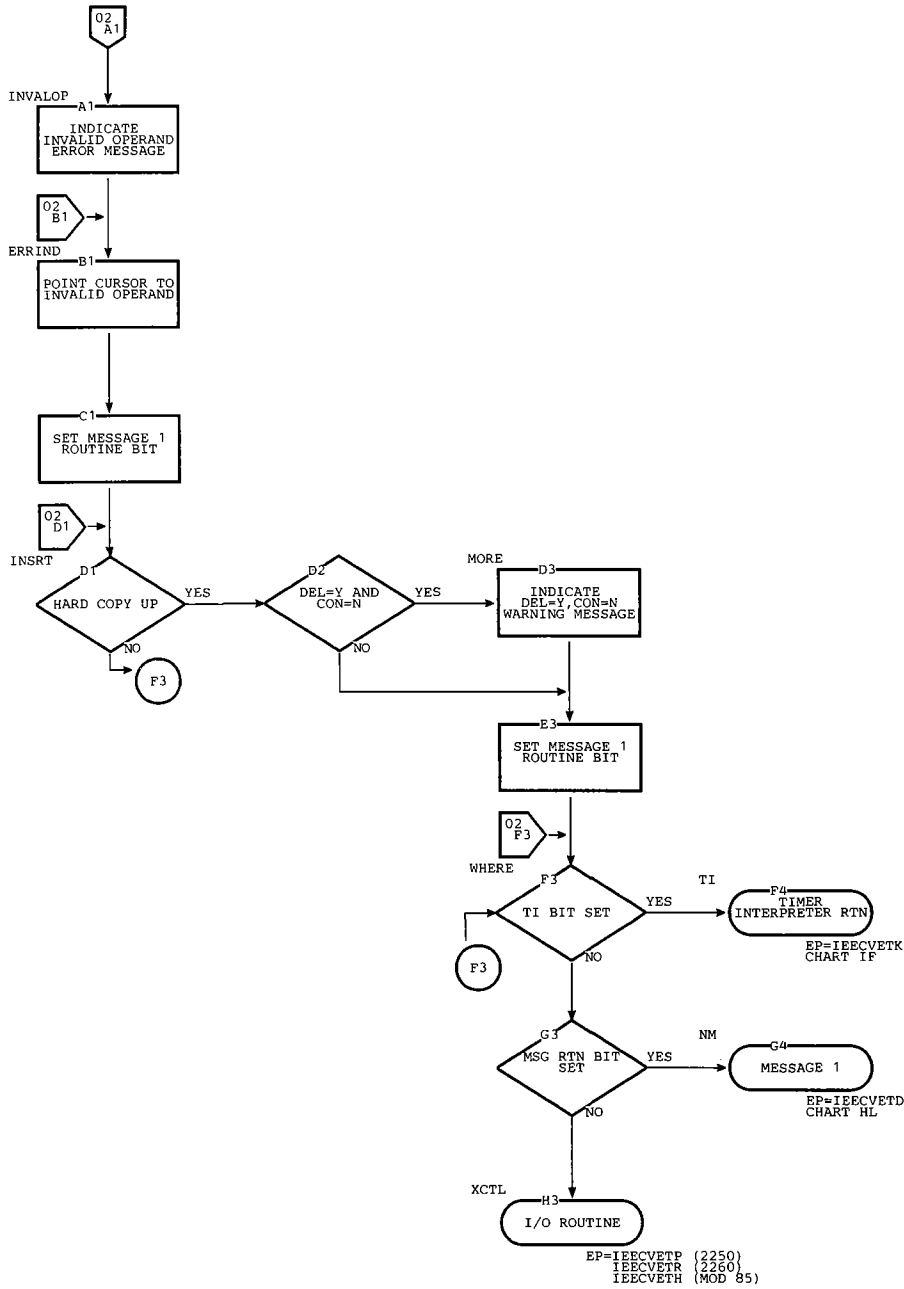 02
A1
INVALOP
A1
INDICATE
INVALID OPERAND
ERROR MESSAGE
02
B1
ERRIND
B1
POINT CURSOR TO
INVALID OPERAND
C1
SET MESSAGE 1
ROUTINE BIT
02
D1
INSRT
D1
HARD COPY UP
YES
NO
F3
D2
DEL=Y AND
CON=N
YES
NO
MORE
D3
INDICATE
DEL=Y,CON=N
WARNING MESSAGE
E3
SET MESSAGE 1
ROUTINE BIT
02
F3
WHERE
F3
TI BIT SET
YES
NO
F3
TI
F4
TIMER
INTERPRETER RTN
EP=IEECVETK
CHART IF
G3
MSG RTN BIT
SET
YES
NO
NM
G4
MESSAGE 1
EP=IEECVETD
CHART HL
XCTL
H3
I/O ROUTINE
EP=IEECVETP (2250)
IEECVETR (2260)
IEECVETH (MOD 85)